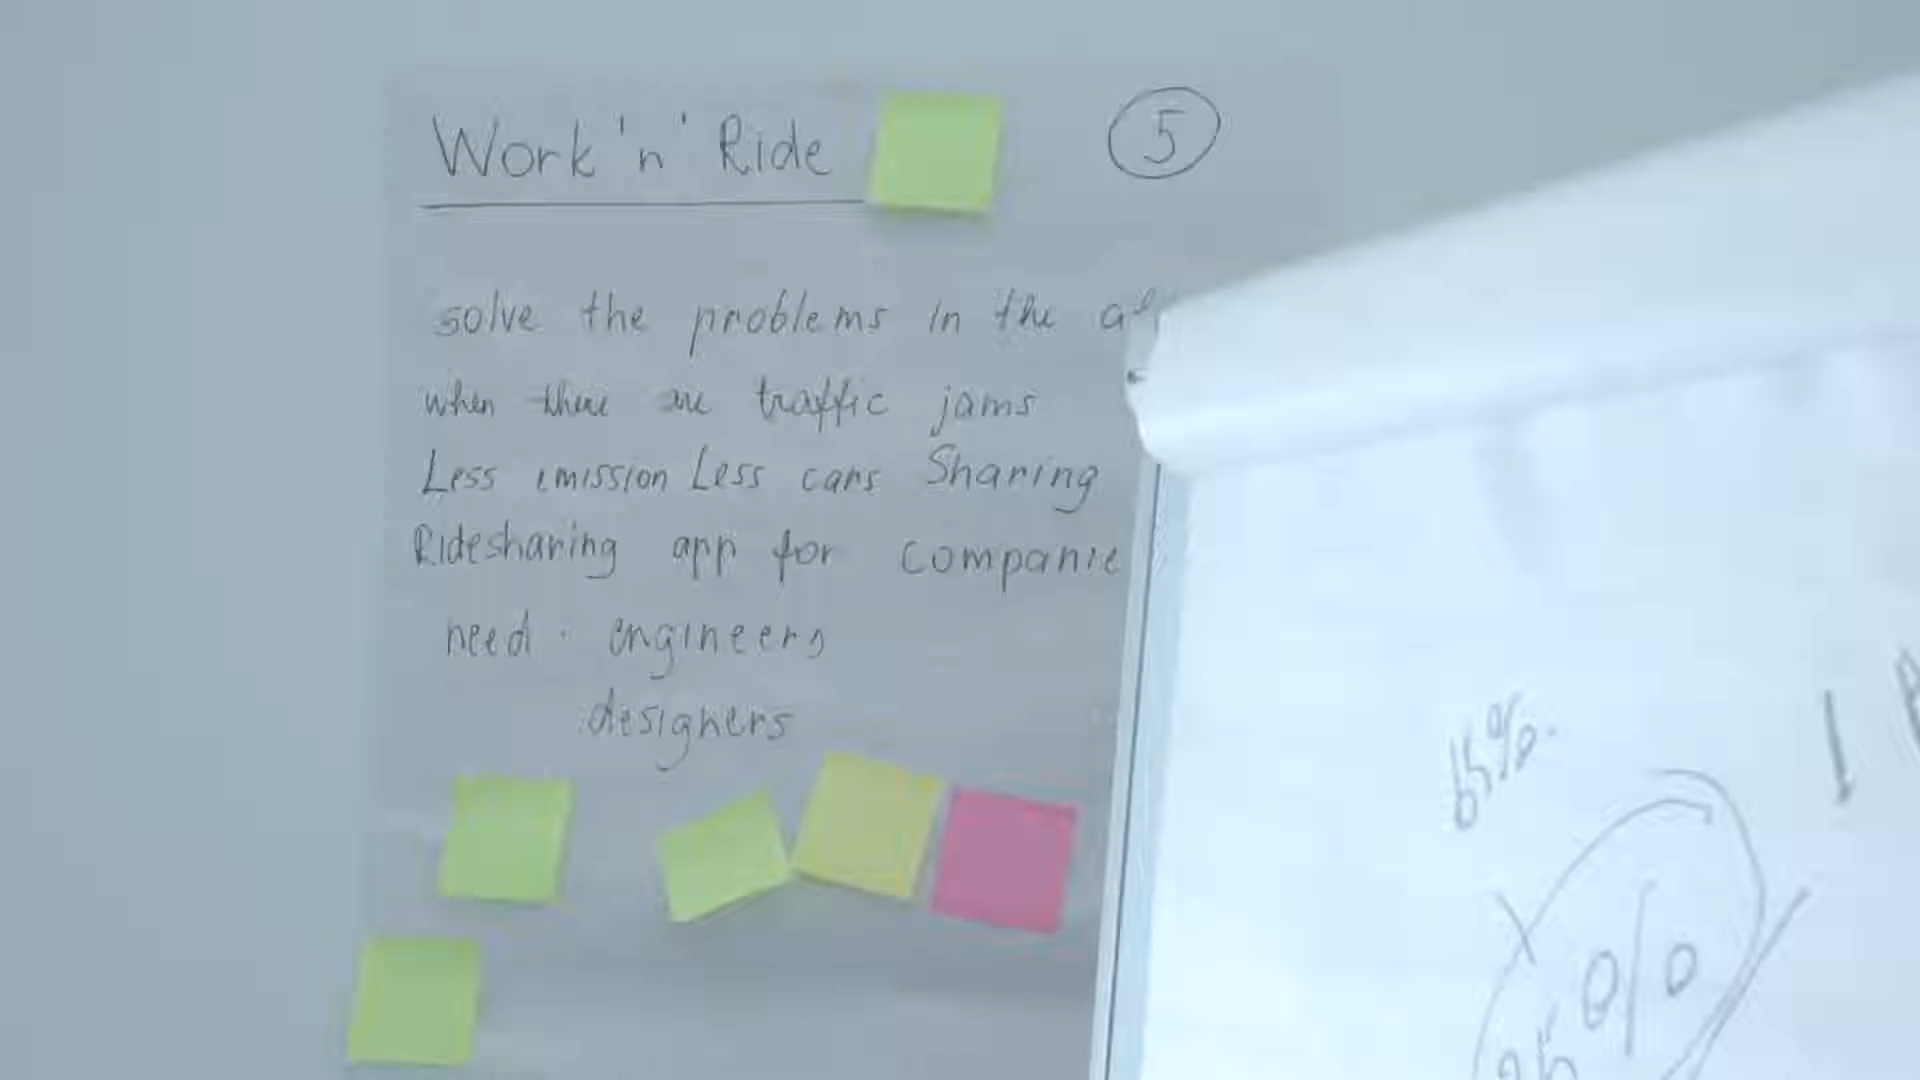 Work 'n' Ride
5
solve the problems in the
when there are traffic jams
Less emission Less cars Sharing
Ridesharing app for companie
need : engineers
designers
65%